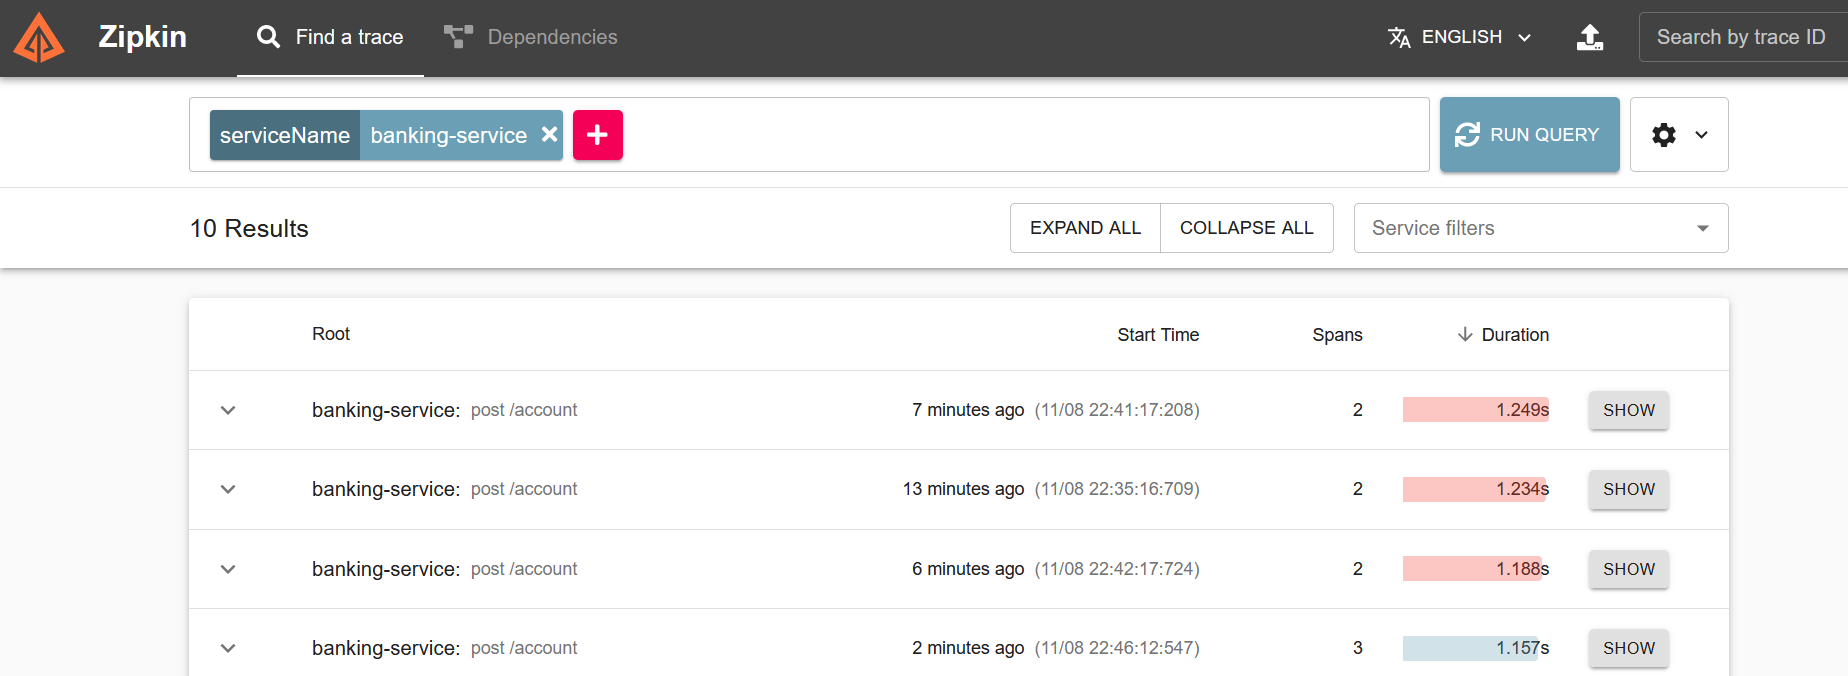 Zipkin Find a trace Dependencies ENGLISH Search by trace ID
serviceName banking-service RUN QUERY
10 Results EXPAND ALL COLLAPSE ALL Service filters
Root Start Time Spans Duration
banking-service: post /account 7 minutes ago (11/08 22:41:17:208) 2 1.249s SHOW
banking-service: post /account 13 minutes ago (11/08 22:35:16:709) 2 1.234s SHOW
banking-service: post /account 6 minutes ago (11/08 22:42:17:724) 2 1.188s SHOW
banking-service: post /account 2 minutes ago (11/08 22:46:12:547) 3 1.157s SHOW